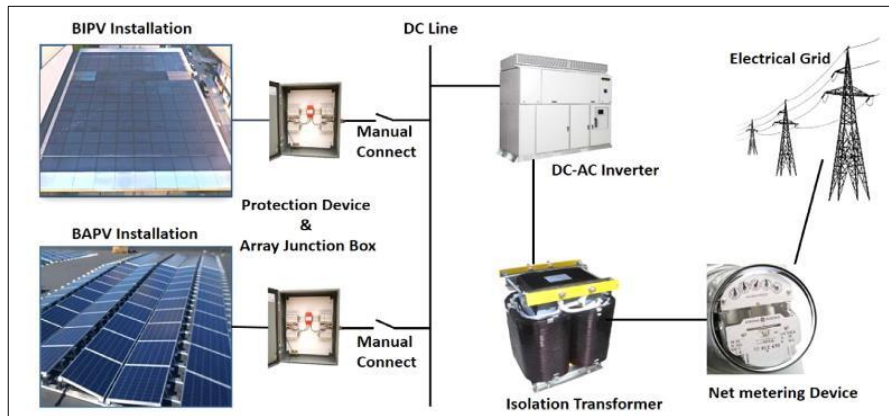 BIPV Installation
DC Line
Electrical Grid
Manual
Connect
DC-AC Inverter
Protection Device
&
Array Junction Box
BAPV Installation
Manual
Connect
Isolation Transformer
Net metering Device